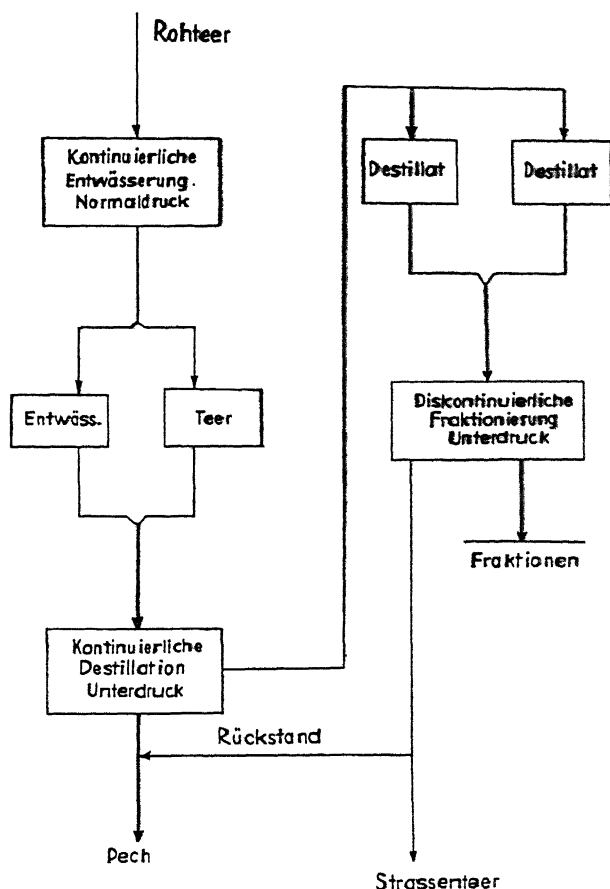 Rohteer
Kontinuierliche
Entwässerung.
Normaldruck
Entwäss.
Teer
Kontinuierliche
Destillation
Unterdruck
Rückstand
Pech
Destillat
Destillat
Diskontinuierliche
Fraktionierung
Unterdruck
Fraktionen
Strassenteer